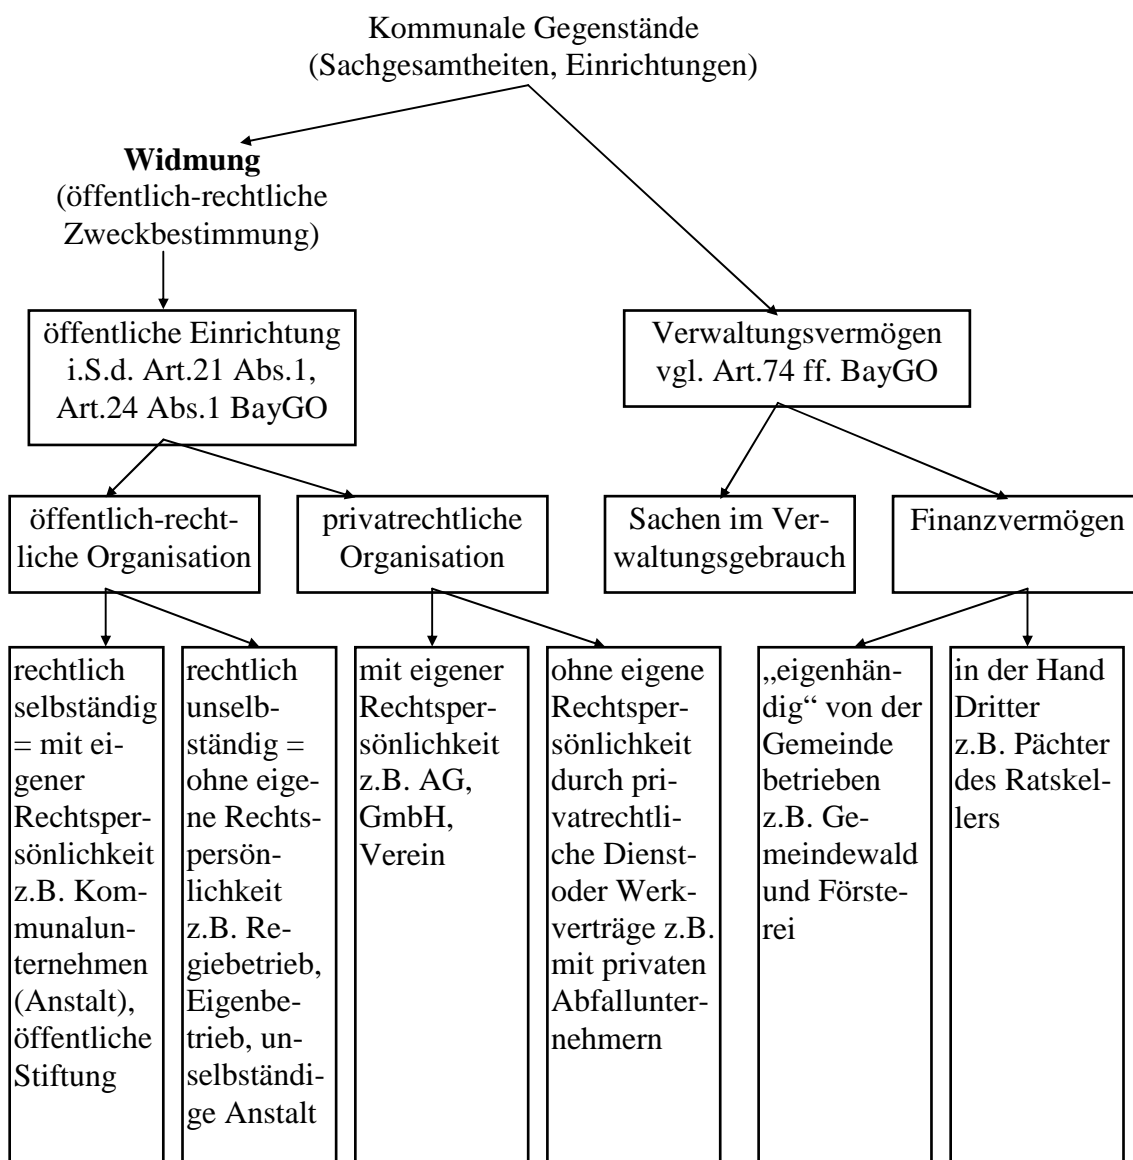 Kommunale Gegenstände
(Sachgesamtheiten, Einrichtungen)
Widmung
(öffentlich-rechtliche
Zweckbestimmung)
öffentliche Einrichtung
i.S.d. Art.21 Abs.1,
Art.24 Abs.1 BayGO
Verwaltungsvermögen
vgl. Art.74 ff. BayGO
öffentlich-recht-
liche Organisation
privatrechtliche
Organisation
Sachen im Ver-
waltungsgebrauch
Finanzvermögen
rechtlich
selbständig
= mit ei-
gener
Rechtsper-
sönlichkeit
z.B. Kom-
munalun-
ternehmen
(Anstalt),
öffentliche
Stiftung
rechtlich
unselb-
ständig =
ohne eige-
ne Rechts-
persön-
lichkeit
z.B. Re-
giebetrieb,
Eigenbe-
trieb, un-
selbständi-
ge Anstalt
mit eigener
Rechtsper-
sönlichkeit
z.B. AG,
GmbH,
Verein
ohne eigene
Rechtsper-
sönlichkeit
durch pri-
vatrechtli-
che Dienst-
oder Werk-
verträge z.B.
mit privaten
Abfallunter-
nehmern
„eigenhän-
dig“ von der
Gemeinde
betrieben
z.B. Ge-
meindewald
und Förste-
rei
in der Hand
Dritter
z.B. Pächter
des Ratskel-
lers